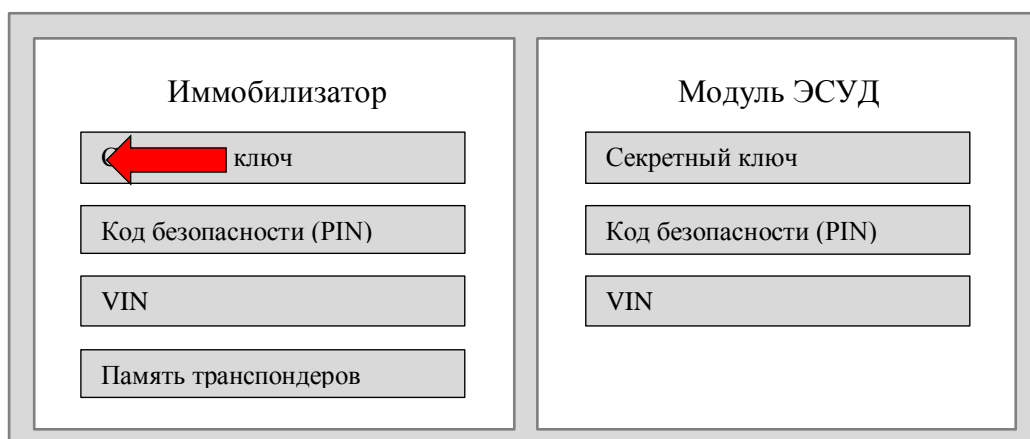 Иммобилизатор
ключ
Код безопасности (PIN)
VIN
Память транспондеров
Модуль ЭСУД
Секретный ключ
Код безопасности (PIN)
VIN